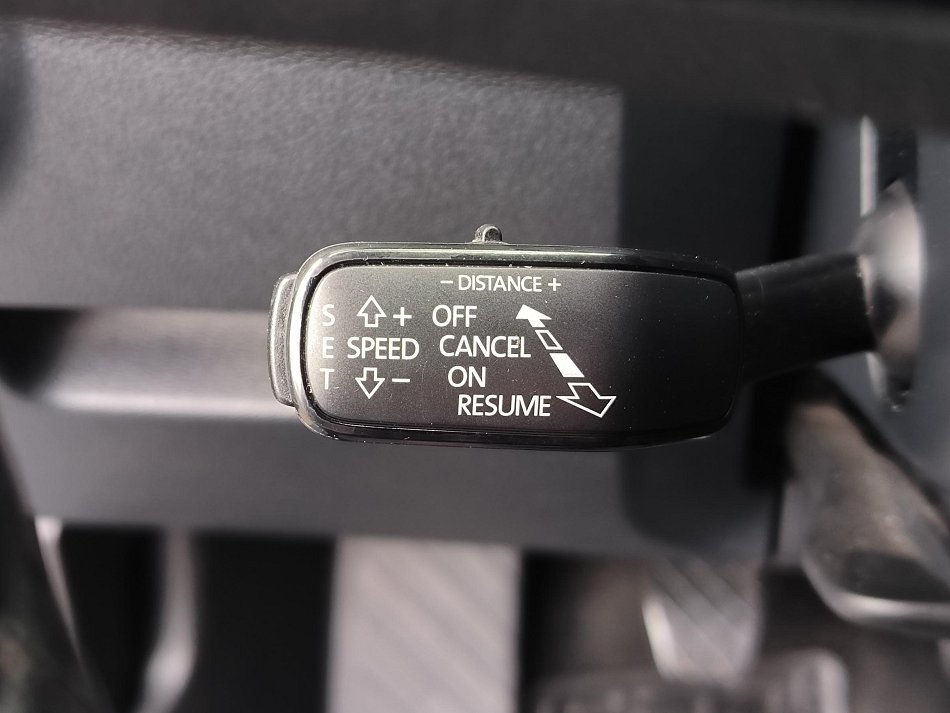 − DISTANCE +
S + OFF
E SPEED CANCEL
T − ON
RESUME